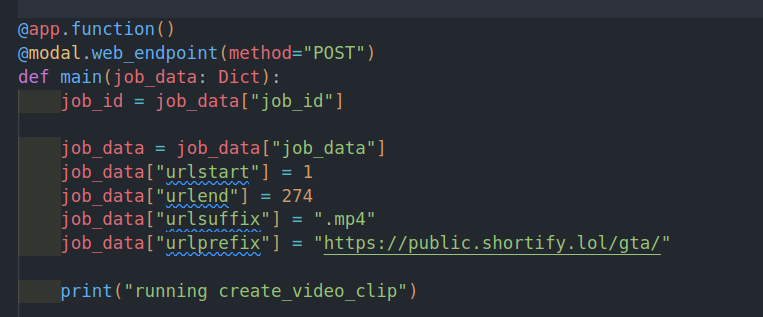 @app.function()
@modal.web_endpoint(method="POST")
def main(job_data: Dict):
    job_id = job_data["job_id"]

    job_data = job_data["job_data"]
    job_data["urlstart"] = 1
    job_data["urlend"] = 274
    job_data["urlsuffix"] = ".mp4"
    job_data["urlprefix"] = "https://public.shortify.lol/gta/"

    print("running create_video_clip")